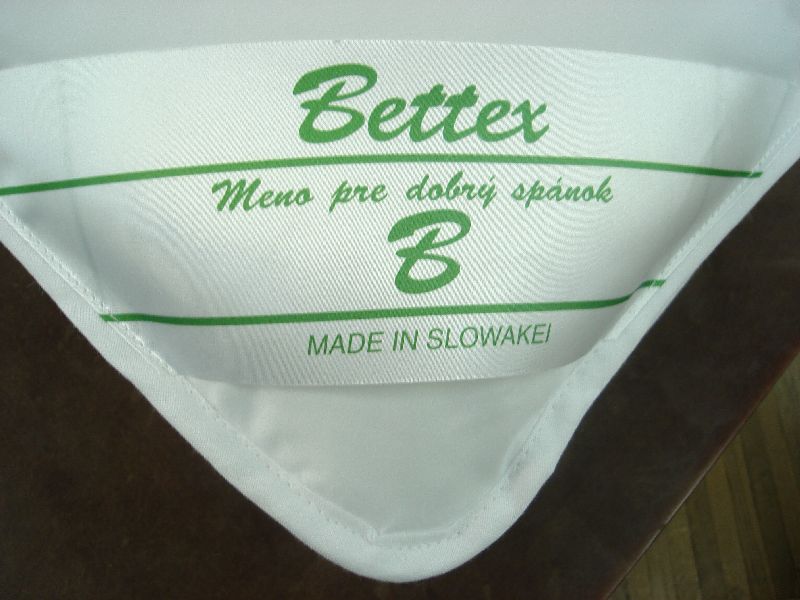 Bettex
Meno pre dobrý spánok
B
MADE IN SLOWAKEI